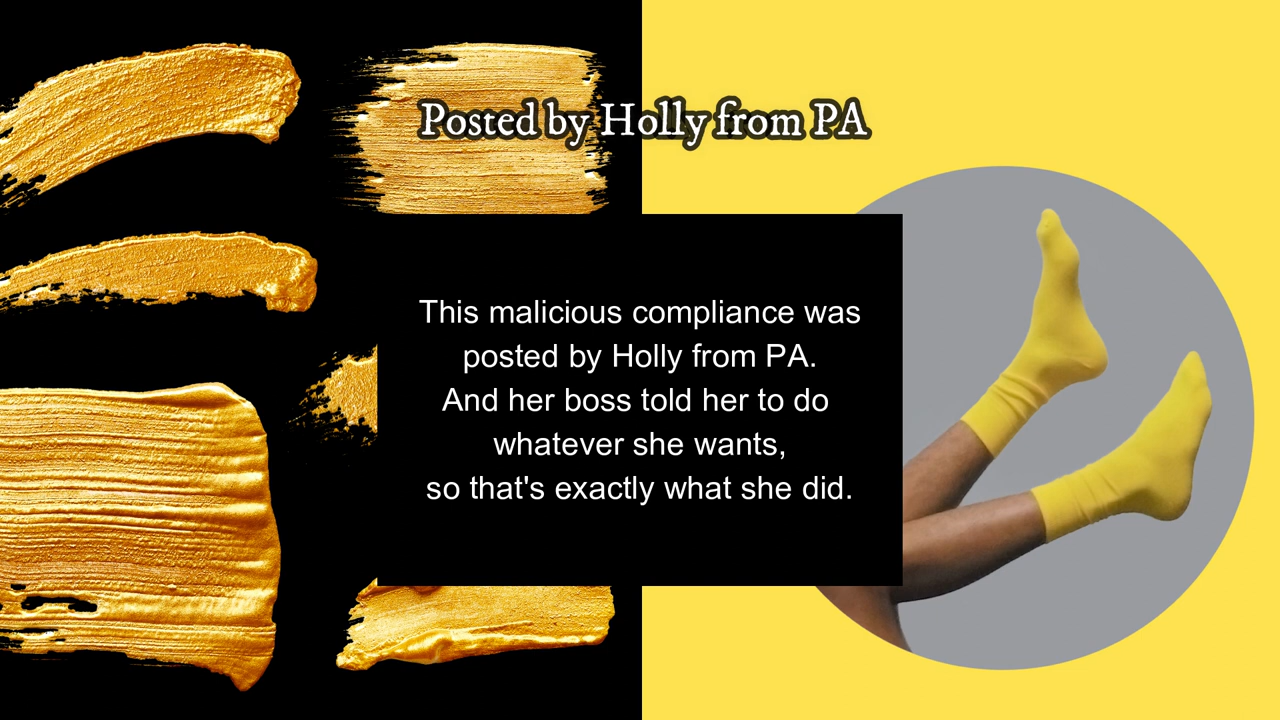 Posted by Holly from PA
This malicious compliance was
posted by Holly from PA.
And her boss told her to do
whatever she wants,
so that's exactly what she did.